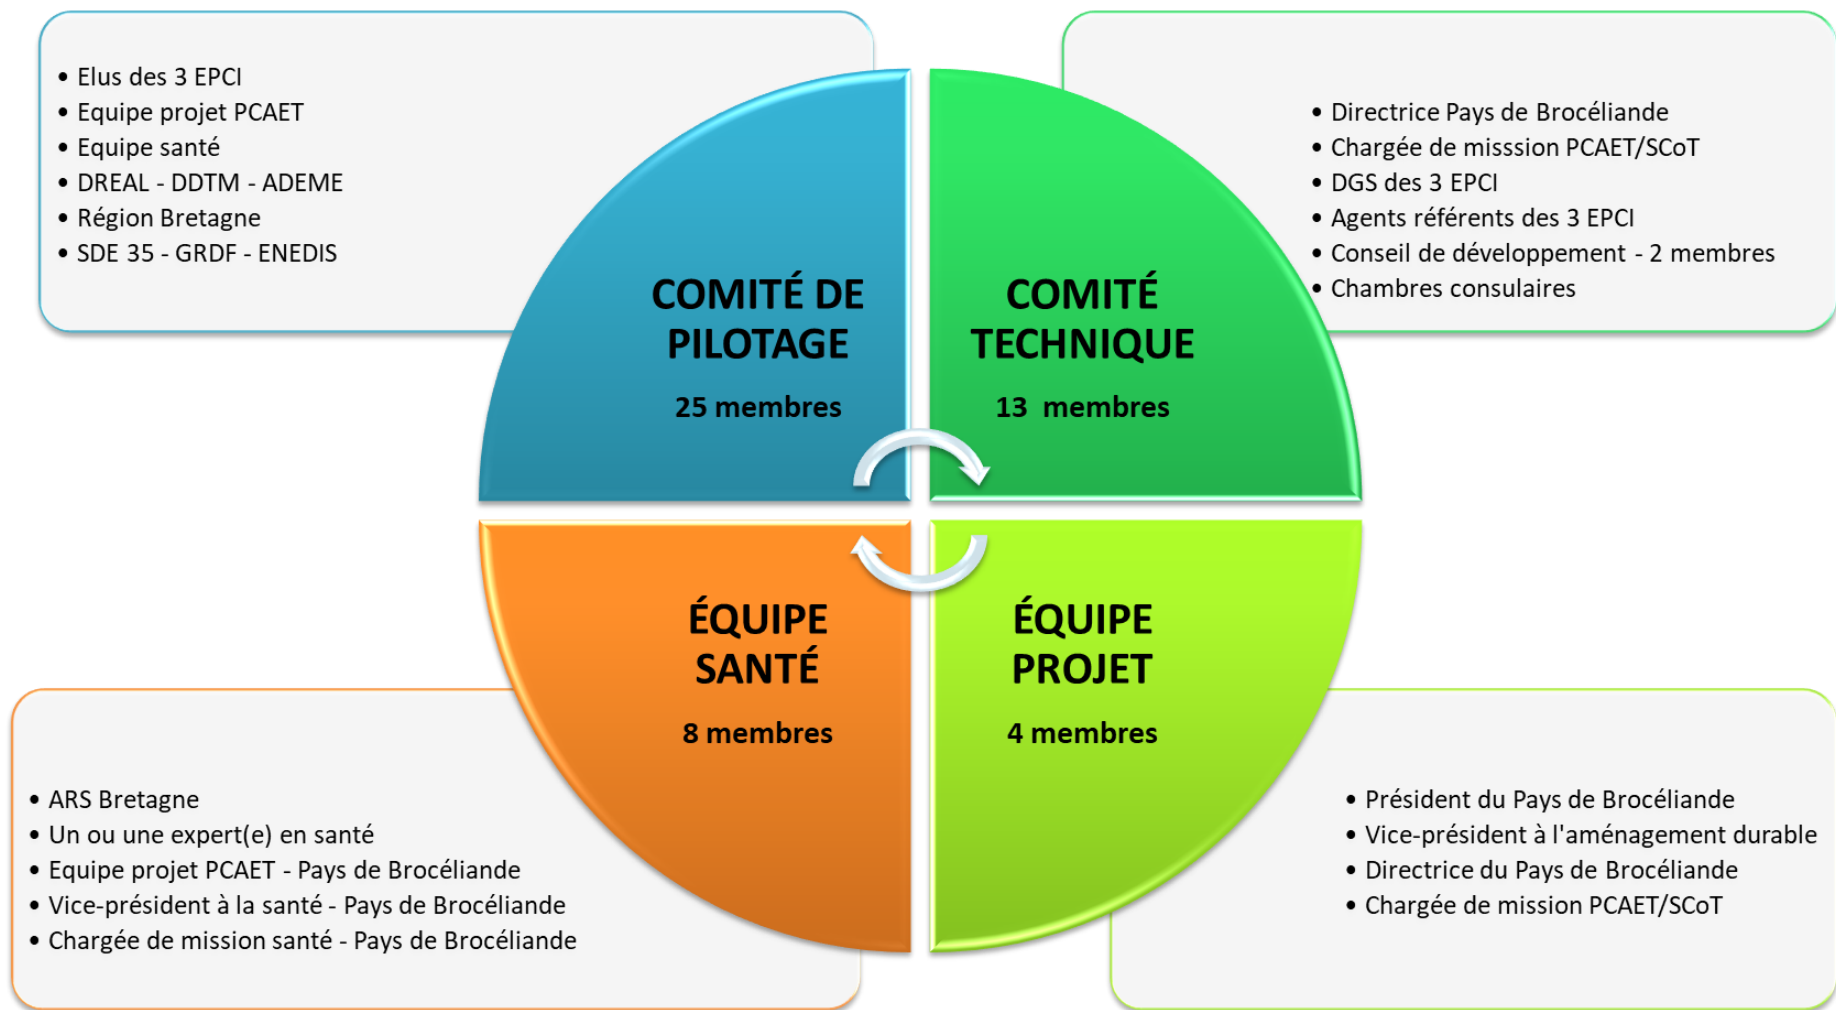 • Elus des 3 EPCI
• Equipe projet PCAET
• Equipe santé
• DREAL - DDTM - ADEME
• Région Bretagne
• SDE 35 - GRDF - ENEDIS
• Directrice Pays de Brocéliande
• Chargée de misssion PCAET/SCoT
• DGS des 3 EPCI
• Agents référents des 3 EPCI
• Conseil de développement - 2 membres
• Chambres consulaires
COMITÉ DE
PILOTAGE
25 membres
COMITÉ
TECHNIQUE
13 membres
ÉQUIPE
SANTÉ
8 membres
ÉQUIPE
PROJET
4 membres
• ARS Bretagne
• Un ou une expert(e) en santé
• Equipe projet PCAET - Pays de Brocéliande
• Vice-président à la santé - Pays de Brocéliande
• Chargée de mission santé - Pays de Brocéliande
• Président du Pays de Brocéliande
• Vice-président à l'aménagement durable
• Directrice du Pays de Brocéliande
• Chargée de mission PCAET/SCoT